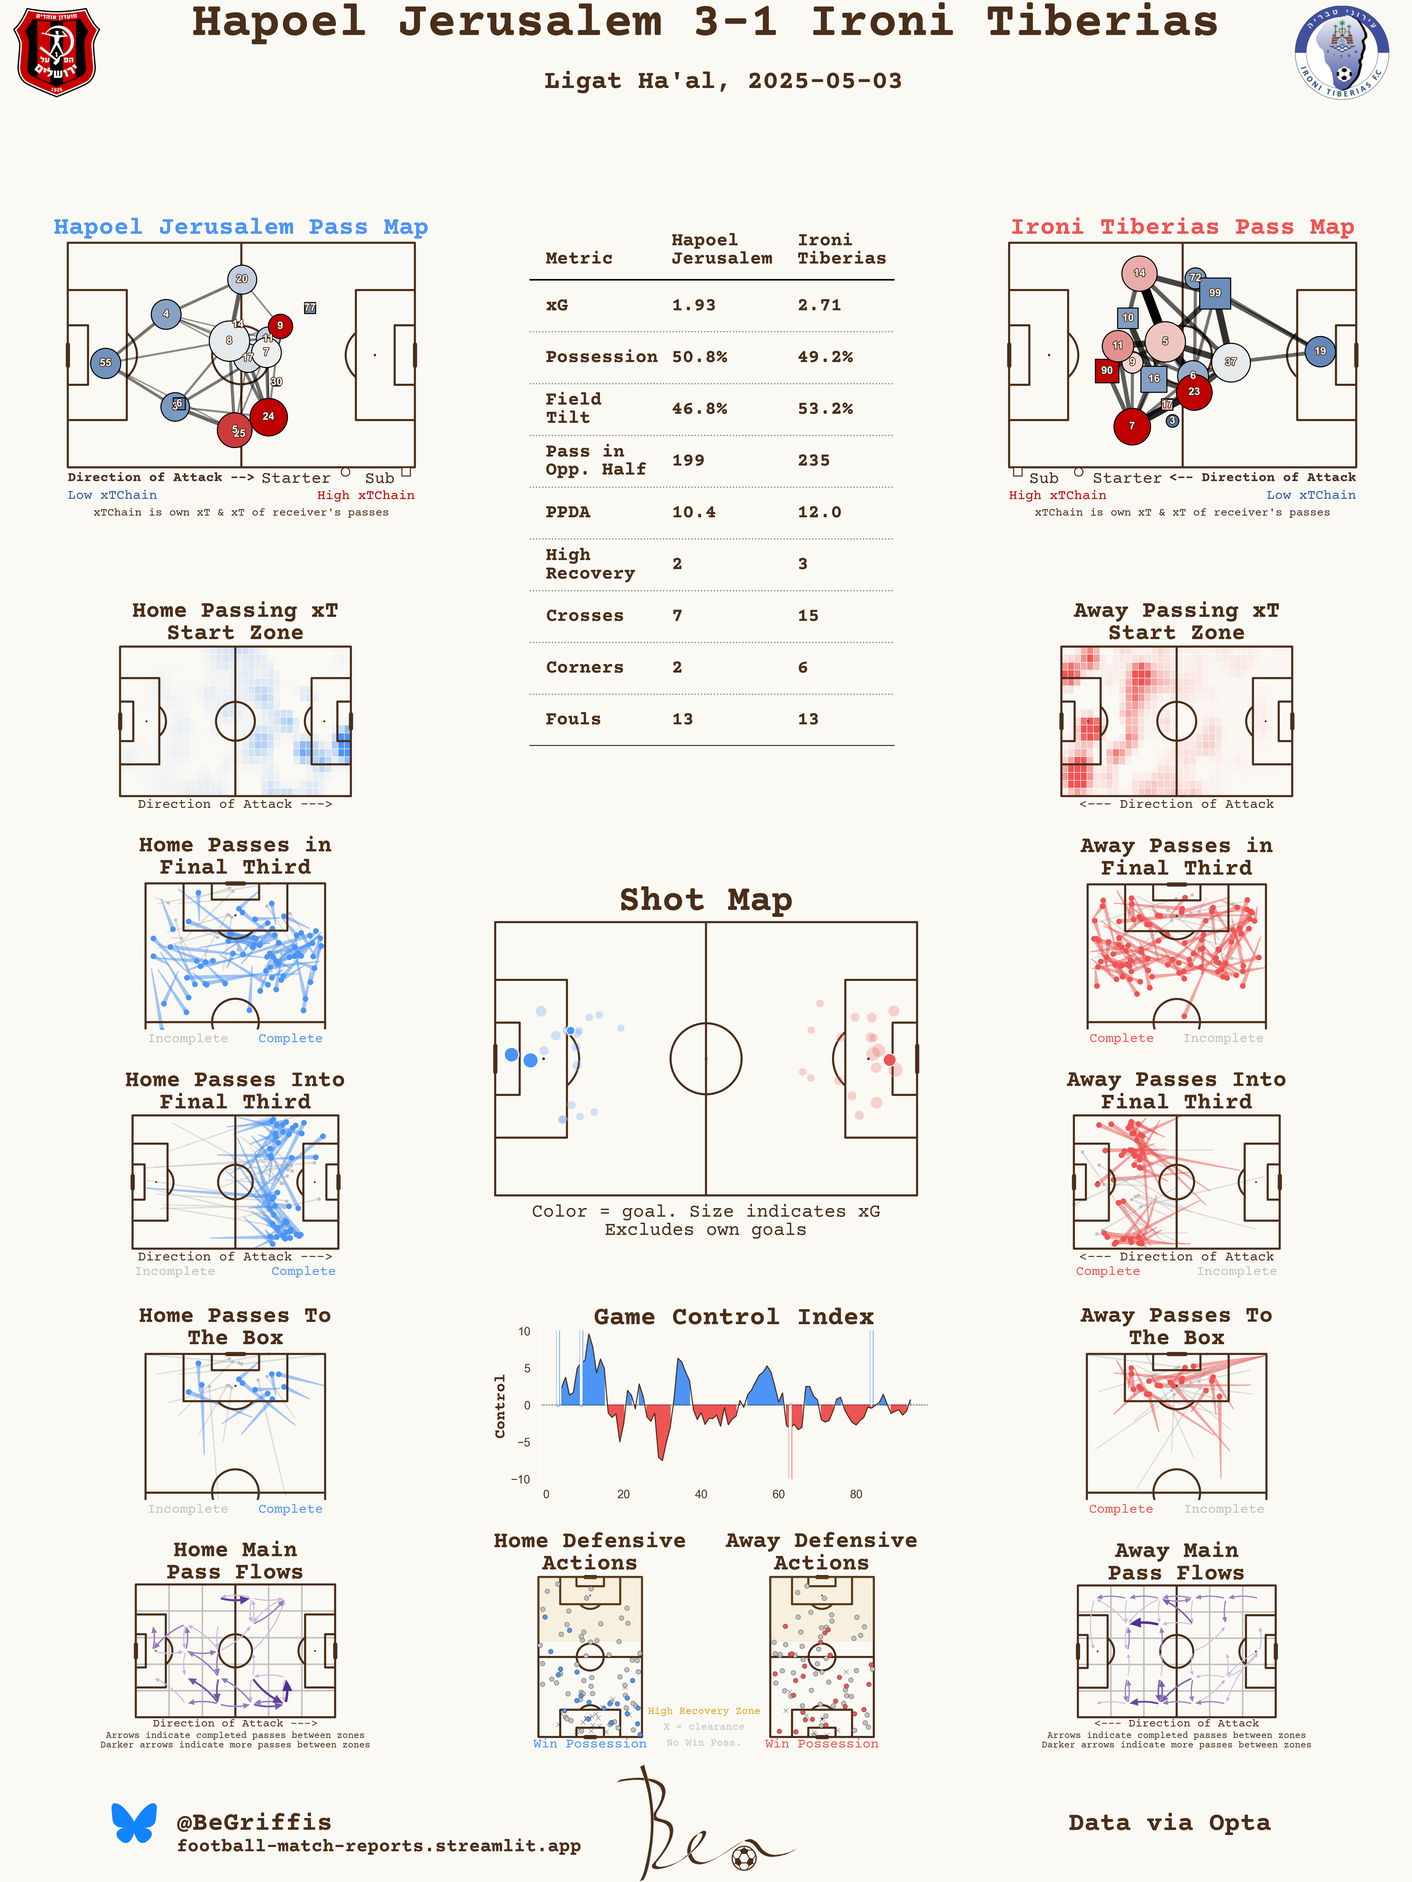 Hapoel Jerusalem 3-1 Ironi Tiberias
Ligat Ha'al, 2025-05-03
מועדון אוהדים
הפועל
ירושלים
1926
עירוני טבריה
IRONI TIBERIAS F.C
Hapoel Jerusalem Pass Map
20
77
4
14
9
8
11
7
17
55
30
3
6
24
5
25
Direction of Attack --> Starter Sub
Low xTChain High xTChain
xTChain is own xT & xT of receiver's passes
Metric Hapoel Jerusalem Ironi Tiberias
xG 1.93 2.71
Possession 50.8% 49.2%
Field Tilt 46.8% 53.2%
Pass in Opp. Half 199 235
PPDA 10.4 12.0
High Recovery 2 3
Crosses 7 15
Corners 2 6
Fouls 13 13
Ironi Tiberias Pass Map
14
72
99
10
11
5
19
9
37
90
16
6
23
17
7
3
Sub Starter <-- Direction of Attack
High xTChain Low xTChain
xTChain is own xT & xT of receiver's passes
Home Passing xT
Start Zone
Direction of Attack --->
Away Passing xT
Start Zone
<--- Direction of Attack
Home Passes in
Final Third
Incomplete Complete
Away Passes in
Final Third
Complete Incomplete
Shot Map
Color = goal. Size indicates xG
Excludes own goals
Home Passes Into
Final Third
Direction of Attack --->
Incomplete Complete
Away Passes Into
Final Third
<--- Direction of Attack
Complete Incomplete
Home Passes To
The Box
Incomplete Complete
Game Control Index
Control
10
5
0
−5
−10
0 20 40 60 80
Away Passes To
The Box
Complete Incomplete
Home Main
Pass Flows
Direction of Attack --->
Arrows indicate completed passes between zones
Darker arrows indicate more passes between zones
Home Defensive
Actions
Win Possession
Away Defensive
Actions
Win Possession
High Recovery Zone
X = clearance
No Win Poss.
Away Main
Pass Flows
<--- Direction of Attack
Arrows indicate completed passes between zones
Darker arrows indicate more passes between zones
@BeGriffis
football-match-reports.streamlit.app
Ben
Data via Opta